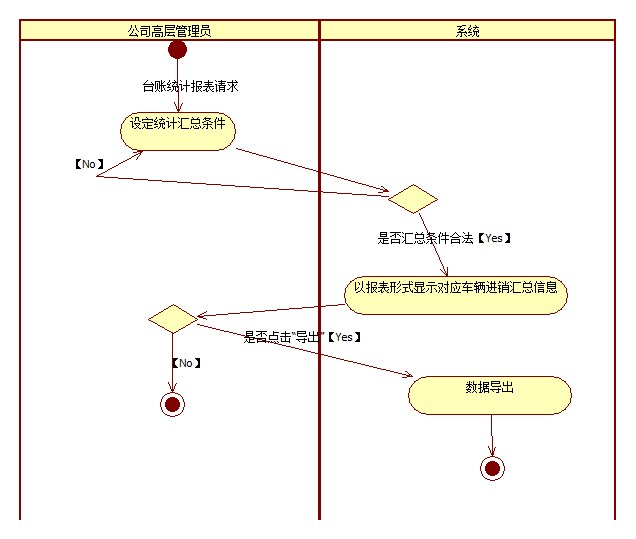 公司高层管理员
系统
台账统计报表请求
设定统计汇总条件
【No】
是否汇总条件合法【Yes】
以报表形式显示对应车辆进销汇总信息
是否点击“导出”【Yes】
【No】
数据导出